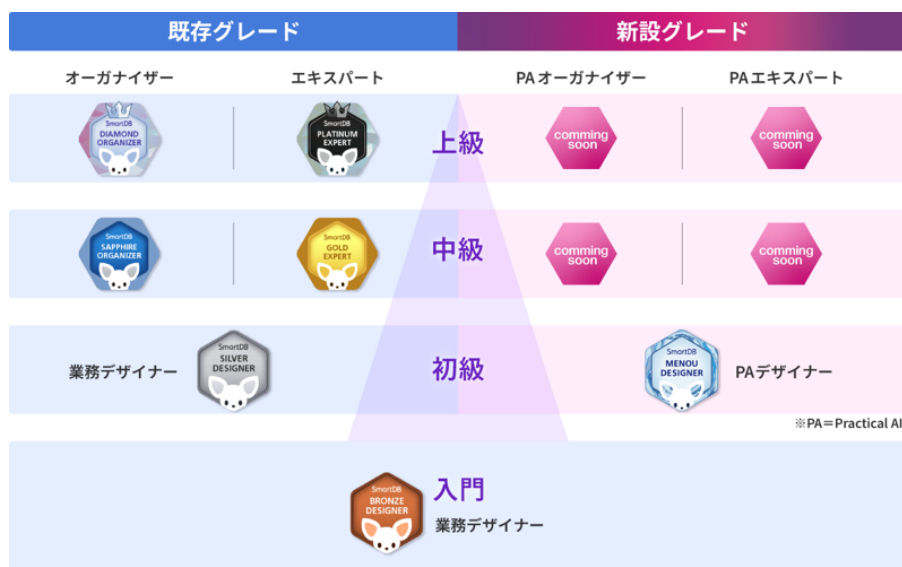 既存グレード
新設グレード
オーガナイザー
エキスパート
PAオーガナイザー
PAエキスパート
SmartDB
DIAMOND
ORGANIZER
SmartDB
PLATINUM
EXPERT
上級
comming
soon
comming
soon
SmartDB
SAPPHIRE
ORGANIZER
SmartDB
GOLD
EXPERT
中級
comming
soon
comming
soon
業務デザイナー
SmartDB
SILVER
DESIGNER
初級
SmartDB
MENOU
DESIGNER
PAデザイナー
※PA=Practical AI
SmartDB
BRONZE
DESIGNER
入門
業務デザイナー